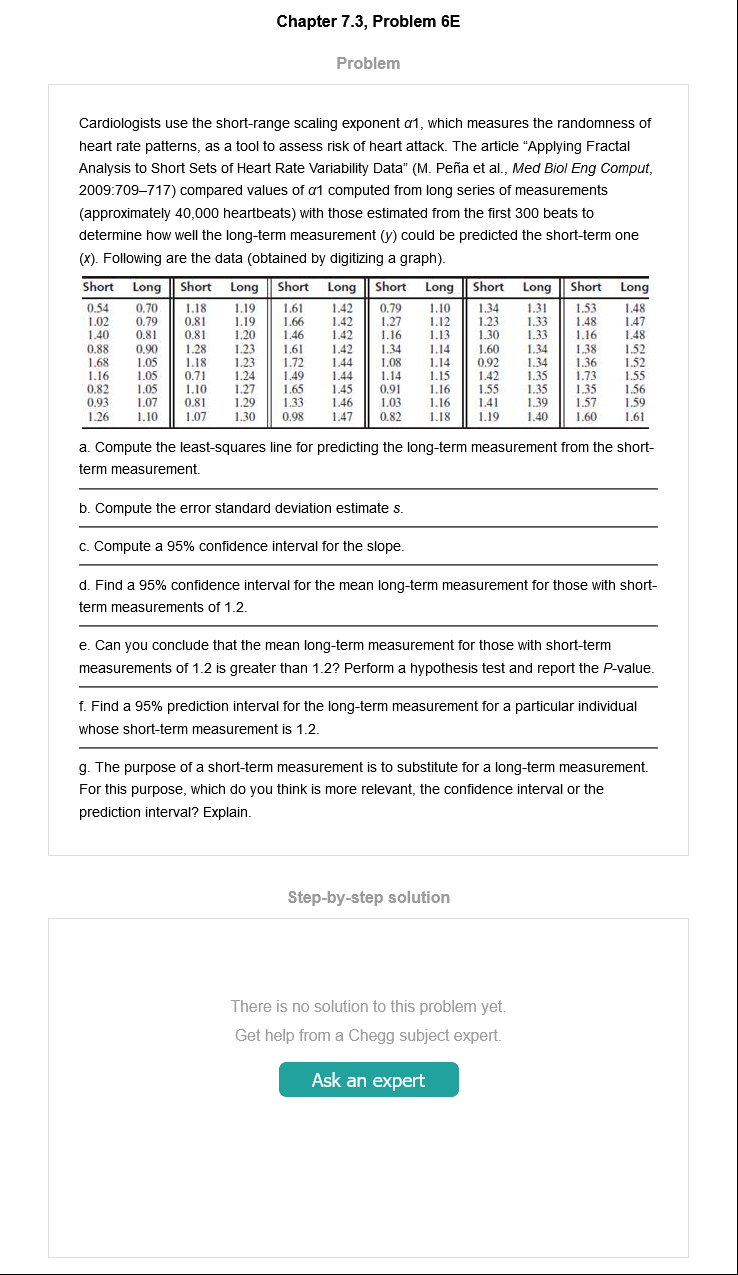 Chapter 7.3, Problem 6E
Problem
Cardiologists use the short-range scaling exponent α1, which measures the randomness of
heart rate patterns, as a tool to assess risk of heart attack. The article “Applying Fractal
Analysis to Short Sets of Heart Rate Variability Data” (M. Peña et al., Med Biol Eng Comput,
2009:709–717) compared values of α1 computed from long series of measurements
(approximately 40,000 heartbeats) with those estimated from the first 300 beats to
determine how well the long-term measurement (y) could be predicted the short-term one
(x). Following are the data (obtained by digitizing a graph).
Short Long Short Long Short Long Short Long Short Long Short Long
0.54 0.70 1.18 1.19 1.61 1.42 0.79 1.10 1.34 1.31 1.53 1.48
1.02 0.79 0.81 1.19 1.66 1.42 1.27 1.12 1.23 1.33 1.48 1.47
1.40 0.81 0.81 1.20 1.46 1.42 1.16 1.13 1.30 1.33 1.16 1.48
0.88 0.90 1.28 1.23 1.61 1.42 1.34 1.14 1.60 1.34 1.38 1.52
1.68 1.05 1.18 1.23 1.72 1.44 1.08 1.14 0.92 1.34 1.36 1.52
1.16 1.05 0.71 1.24 1.49 1.44 1.14 1.15 1.42 1.35 1.73 1.55
0.82 1.05 1.10 1.27 1.65 1.45 0.91 1.16 1.55 1.35 1.35 1.56
0.93 1.07 0.81 1.29 1.33 1.46 1.03 1.16 1.41 1.39 1.57 1.59
1.26 1.10 1.07 1.30 0.98 1.47 0.82 1.18 1.19 1.40 1.60 1.61
a. Compute the least-squares line for predicting the long-term measurement from the short-
term measurement.
b. Compute the error standard deviation estimate s.
c. Compute a 95% confidence interval for the slope.
d. Find a 95% confidence interval for the mean long-term measurement for those with short-
term measurements of 1.2.
e. Can you conclude that the mean long-term measurement for those with short-term
measurements of 1.2 is greater than 1.2? Perform a hypothesis test and report the P-value.
f. Find a 95% prediction interval for the long-term measurement for a particular individual
whose short-term measurement is 1.2.
g. The purpose of a short-term measurement is to substitute for a long-term measurement.
For this purpose, which do you think is more relevant, the confidence interval or the
prediction interval? Explain.
Step-by-step solution
There is no solution to this problem yet.
Get help from a Chegg subject expert.
Ask an expert